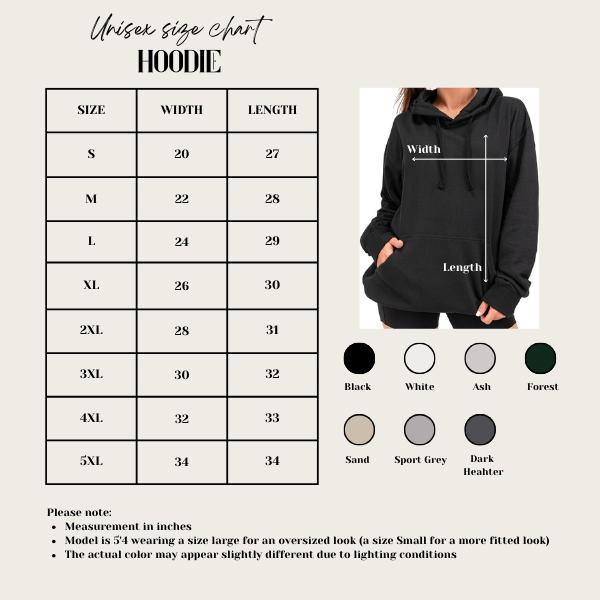 Unisex size chart
HOODIE
SIZE WIDTH LENGTH
S 20 27
M 22 28
L 24 29
XL 26 30
2XL 28 31
3XL 30 32
4XL 32 33
5XL 34 34
Width
Length
Black White Ash Forest
Sand Sport Grey Dark
Heahter
Please note:
• Measurement in inches
• Model is 5'4 wearing a size large for an oversized look (a size Small for a more fitted look)
• The actual color may appear slightly different due to lighting conditions